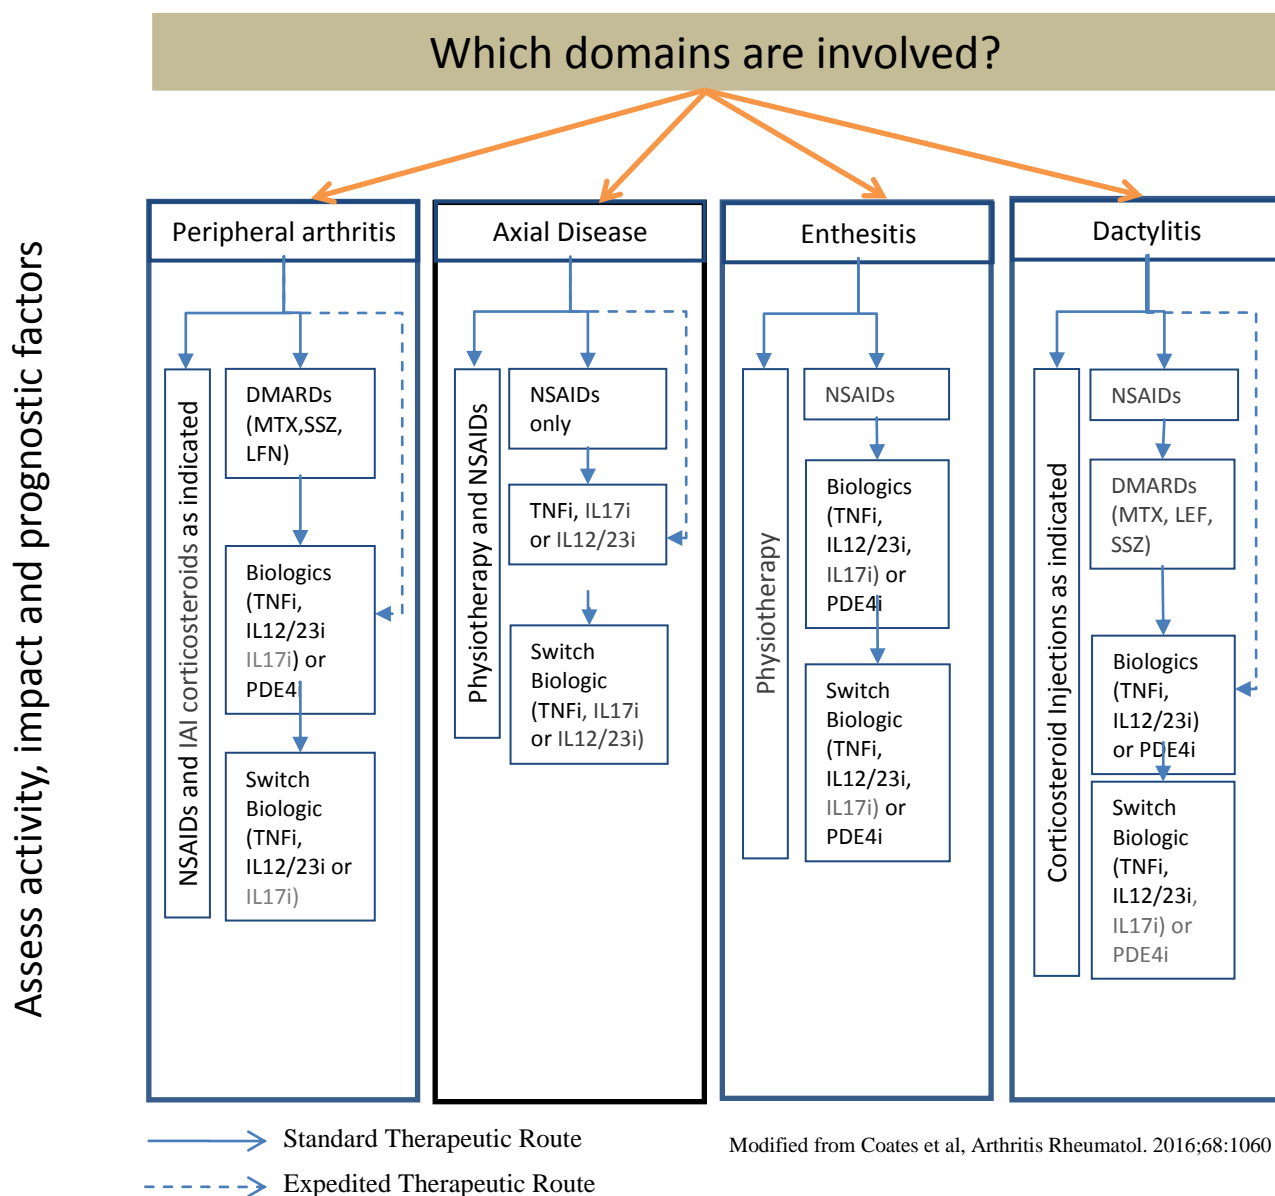 Which domains are involved?
Assess activity, impact and prognostic factors
Peripheral arthritis
NSAIDs and IAI corticosteroids as indicated
DMARDs
(MTX,SSZ,
LFN)
Biologics
(TNFi,
IL12/23i
IL17i) or
PDE4i
Switch
Biologic
(TNFi,
IL12/23i or
IL17i)
Axial Disease
Physiotherapy and NSAIDs
NSAIDs
only
TNFi, IL17i
or IL12/23i
Switch
Biologic
(TNFi, IL17i
or IL12/23i)
Enthesitis
Physiotherapy
NSAIDs
Biologics
(TNFi,
IL12/23i,
IL17i) or
PDE4i
Switch
Biologic
(TNFi,
IL12/23i,
IL17i) or
PDE4i
Dactylitis
Corticosteroid Injections as indicated
NSAIDs
DMARDs
(MTX, LEF,
SSZ)
Biologics
(TNFi,
IL12/23i)
or PDE4i
Switch
Biologic
(TNFi,
IL12/23i,
IL17i) or
PDE4i
Standard Therapeutic Route
Expedited Therapeutic Route
Modified from Coates et al, Arthritis Rheumatol. 2016;68:1060